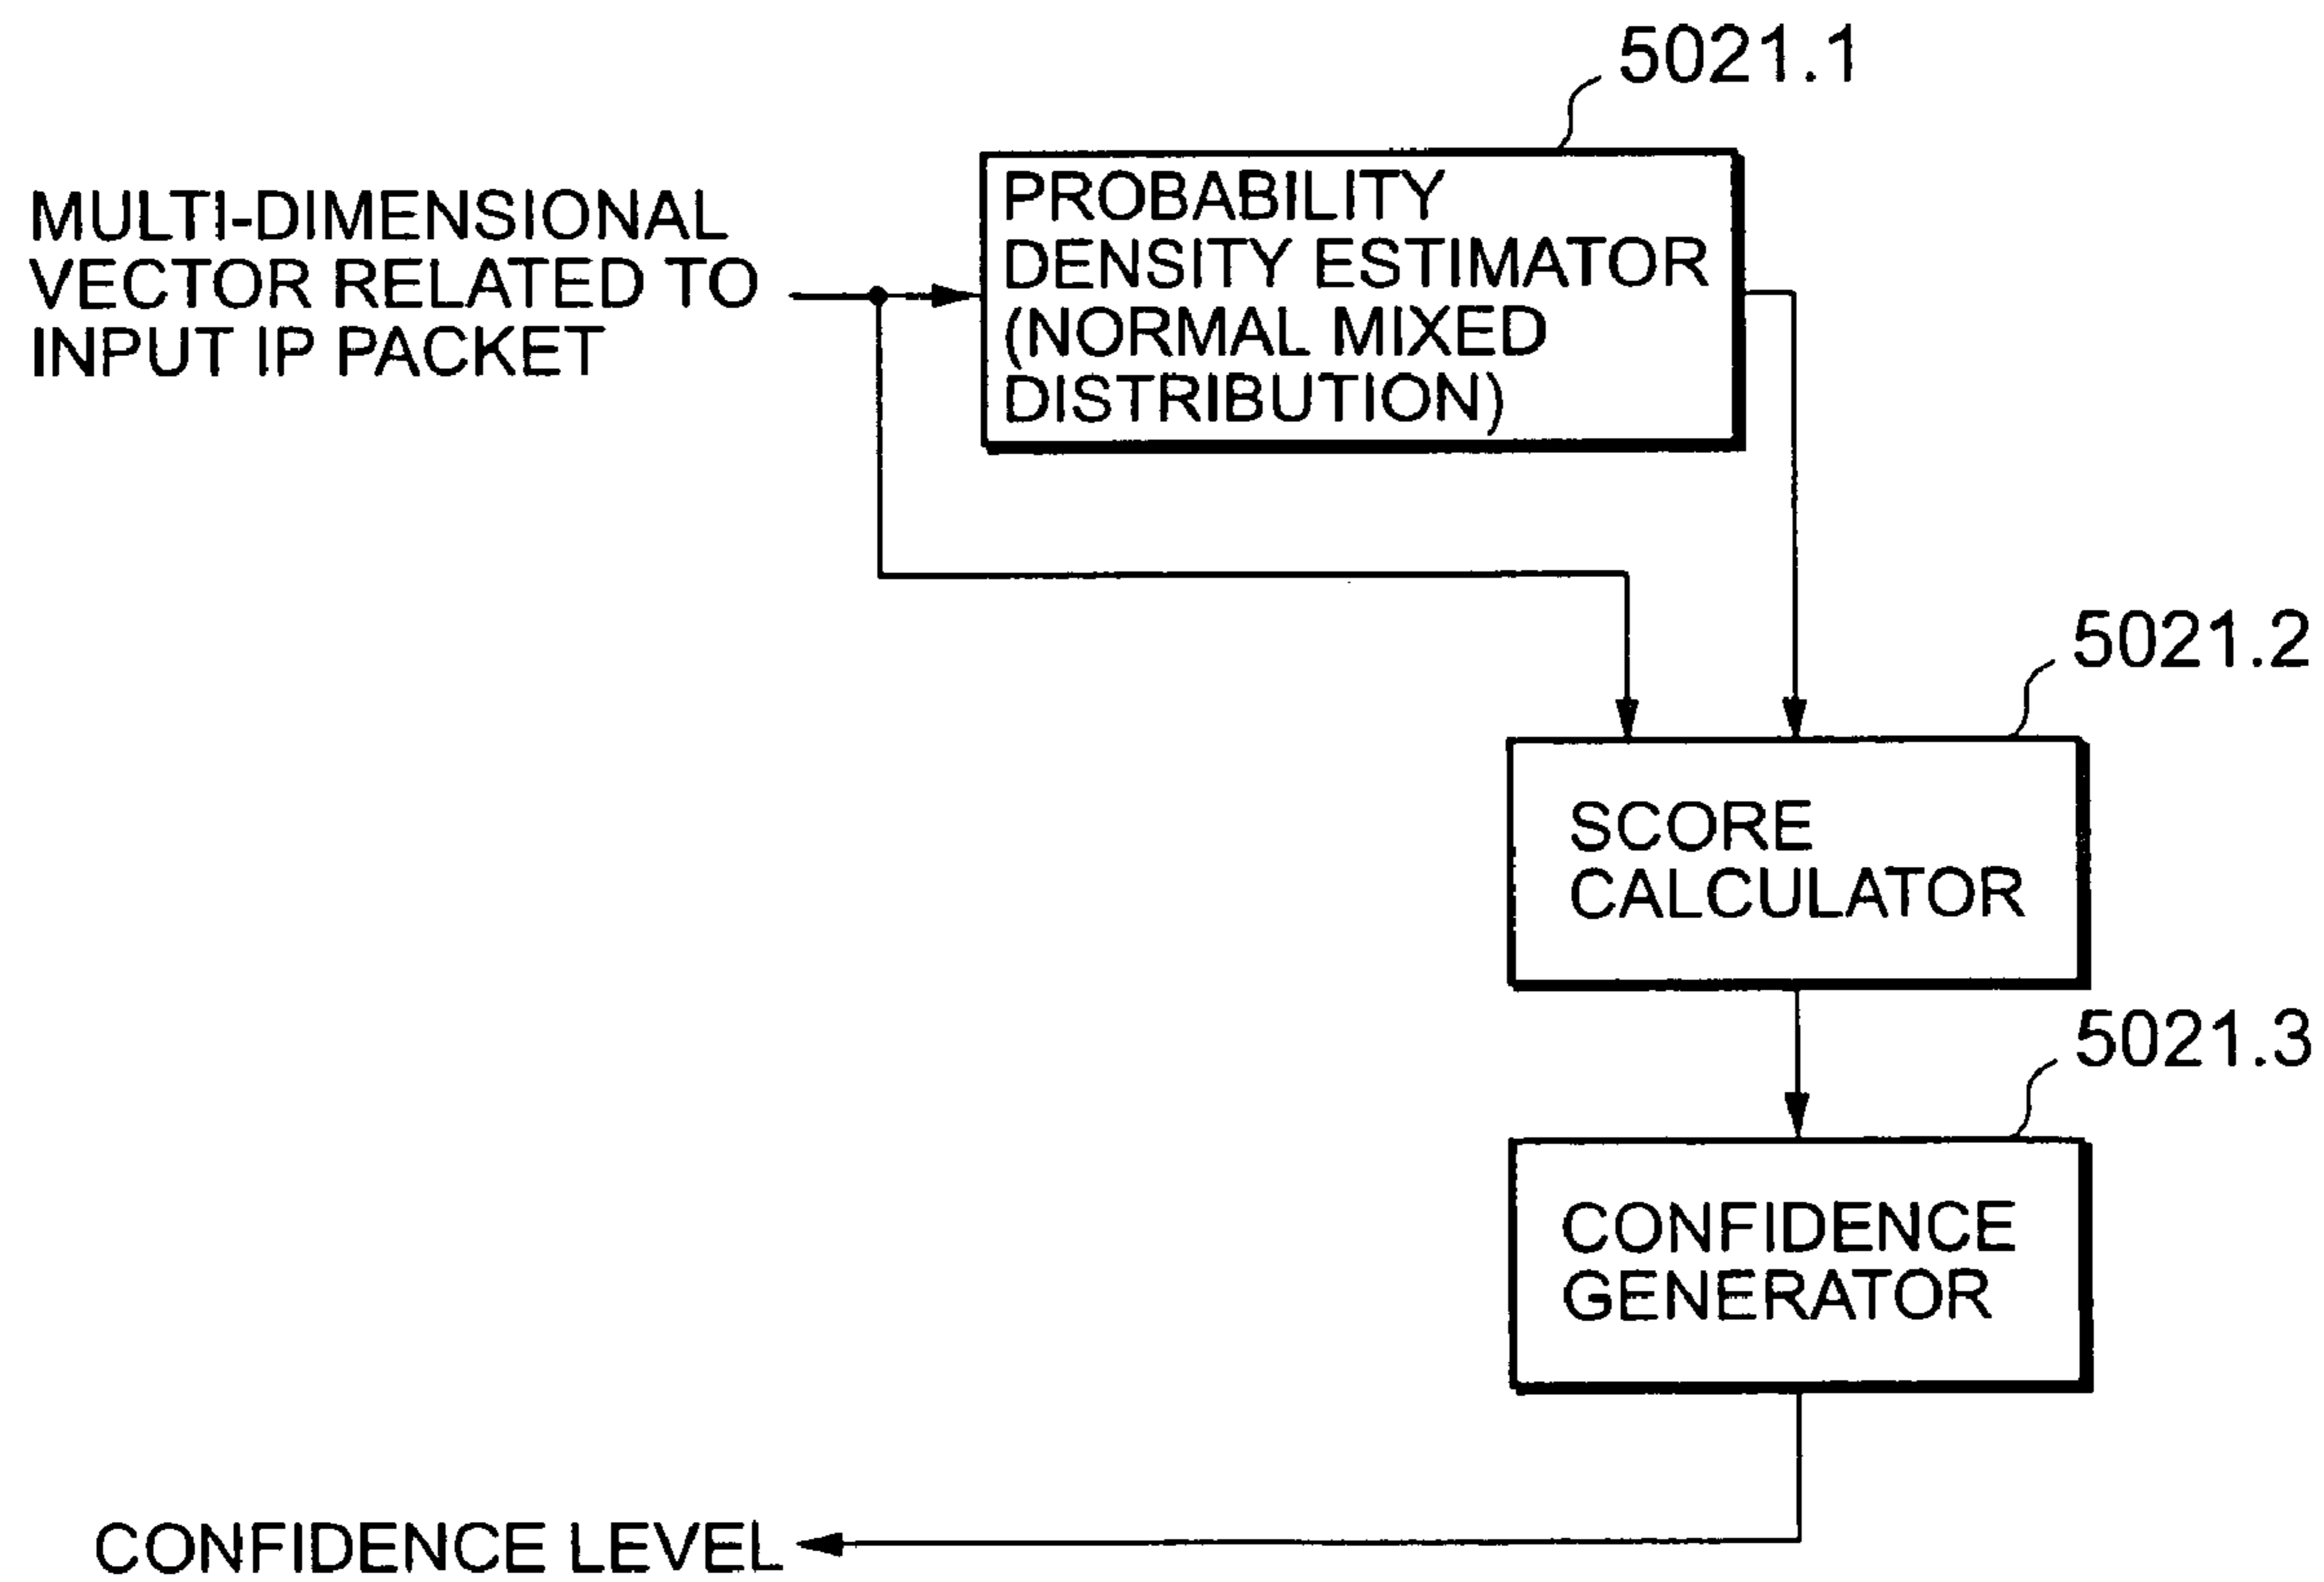 5021.1
MULTI-DIMENSIONAL
VECTOR RELATED TO
INPUT IP PACKET
PROBABILITY
DENSITY ESTIMATOR
(NORMAL MIXED
DISTRIBUTION)
5021.2
SCORE
CALCULATOR
5021.3
CONFIDENCE
GENERATOR
CONFIDENCE LEVEL